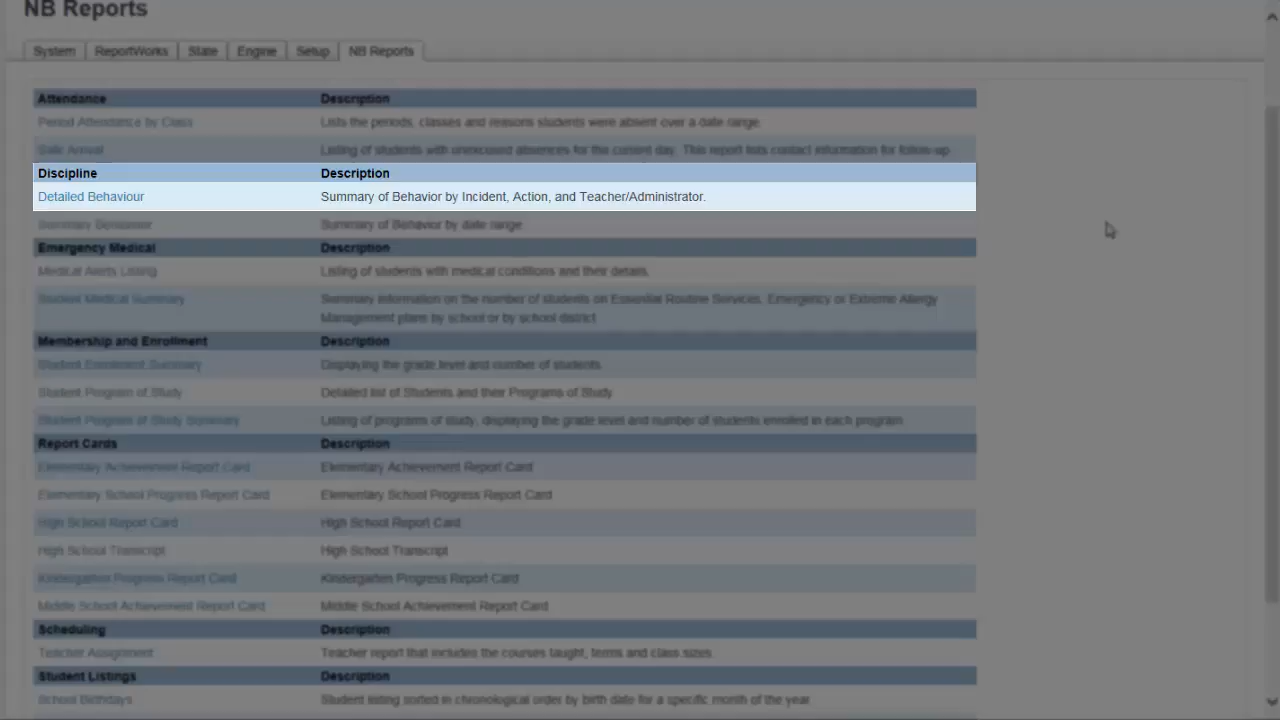 NB Reports
System ReportWorks State Engine Setup NB Reports
Attendance Description
Period Attendance by Class Lists the periods, classes and reasons students were absent over a date range.
Safe Arrival Listing of students with unexcused absences for the current day. This report lists contact information for follow-up
Discipline Description
Detailed Behaviour Summary of Behavior by Incident, Action, and Teacher/Administrator.
Summary Behaviour Summary of Behavior by date range
Emergency Medical Description
Medical Alerts Listing Listing of students with medical conditions and their details.
Student Medical Summary Summary information on the number of students on Essential Routine Services, Emergency or Extreme Allergy
Management plans by school or by school district
Membership and Enrollment Description
Student Enrolment Summary Displaying the grade level and number of students
Student Program of Study Detailed list of Students and their Programs of Study
Student Program of Study Summary Listing of programs of study, displaying the grade level and number of students enrolled in each program
Report Cards Description
Elementary Achievement Report Card Elementary Achievement Report Card
Elementary School Progress Report Card Elementary School Progress Report Card
High School Report Card High School Report Card
High School Transcript High School Transcript
Kindergarten Progress Report Card Kindergarten Progress Report Card
Middle School Achievement Report Card Middle School Achievement Report Card
Scheduling Description
Teacher Assignment Teacher report that includes the courses taught, terms and class sizes.
Student Listings Description
School Birthdays Student listing sorted in chronological order by birth date for a specific month of the year